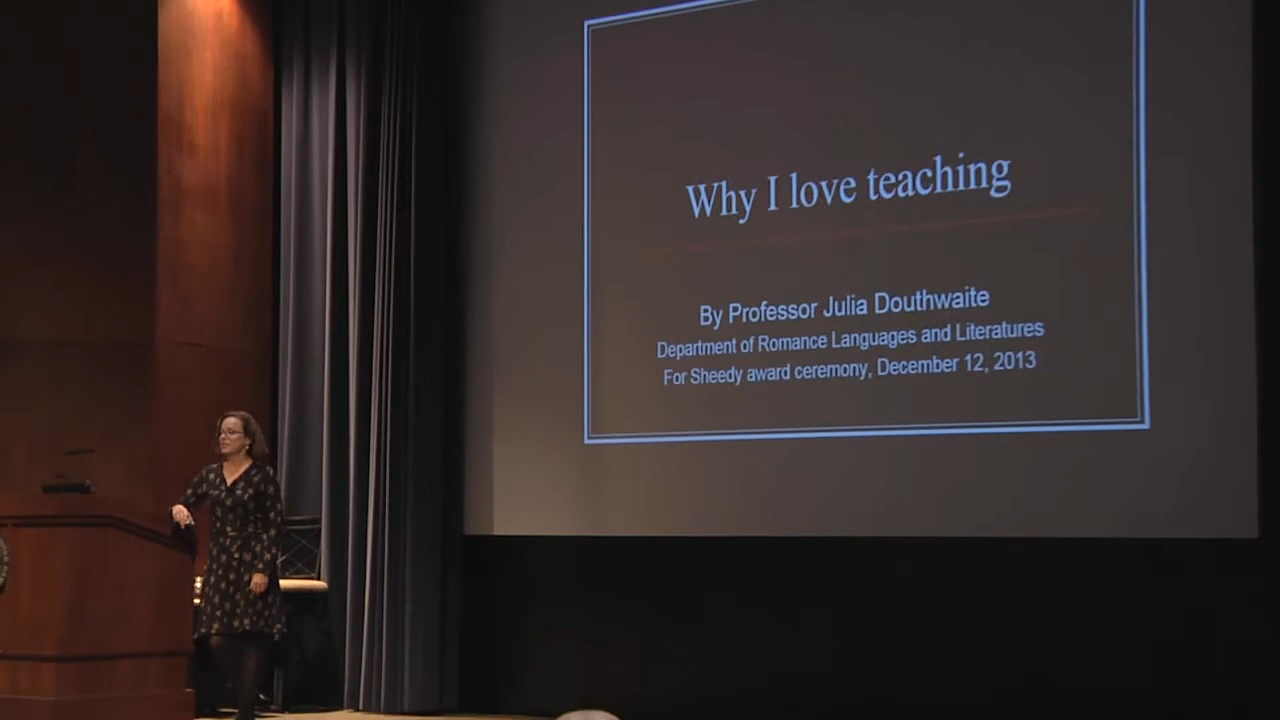 Why I love teaching
By Professor Julia Douthwaite
Department of Romance Languages and Literatures
For Sheedy award ceremony, December 12, 2013